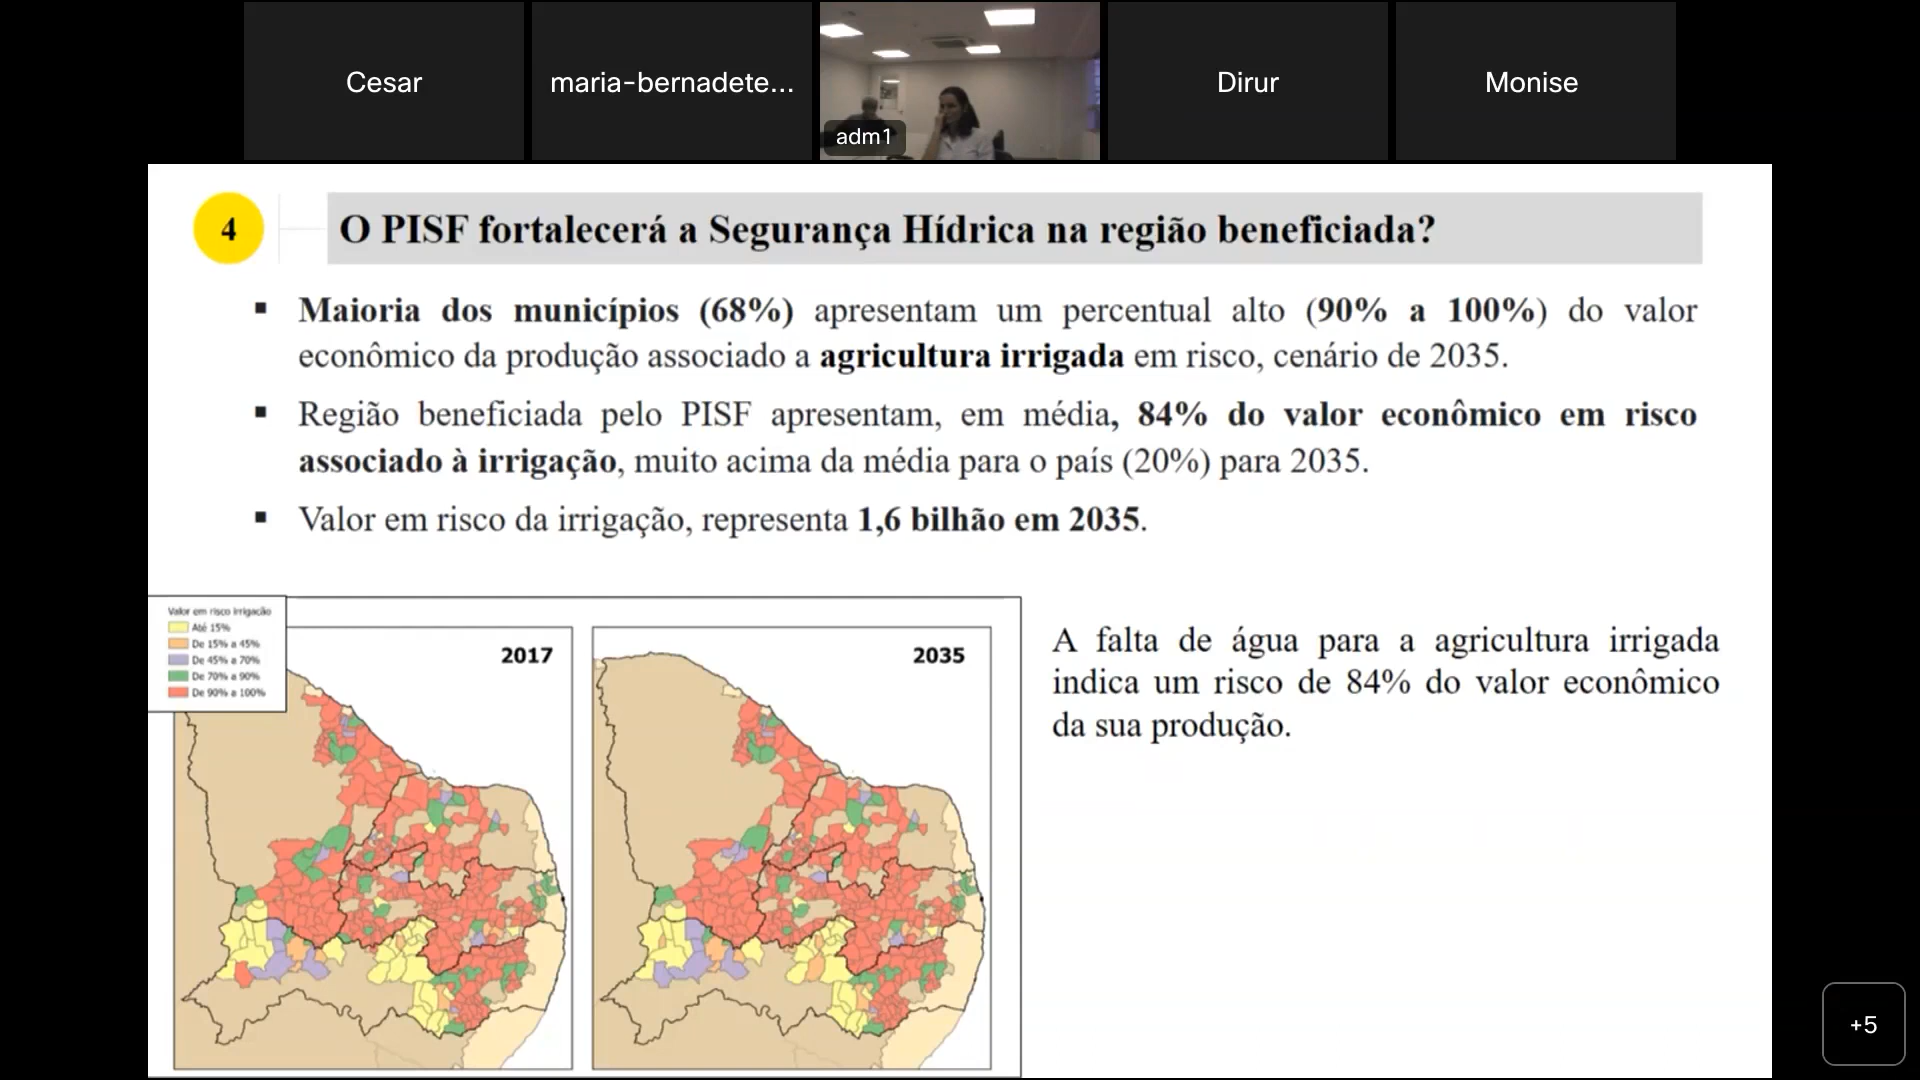 Cesar
maria-bernadete...
adm1
Dirur
Monise
4
O PISF fortalecerá a Segurança Hídrica na região beneficiada?
▪ Maioria dos municípios (68%) apresentam um percentual alto (90% a 100%) do valor
econômico da produção associado a agricultura irrigada em risco, cenário de 2035.
▪ Região beneficiada pelo PISF apresentam, em média, 84% do valor econômico em risco
associado à irrigação, muito acima da média para o país (20%) para 2035.
▪ Valor em risco da irrigação, representa 1,6 bilhão em 2035.
Valor em risco irrigacão
Até 15%
De 15% a 45%
De 45% a 70%
De 70% a 90%
De 90% a 100%
2017
2035
A falta de água para a agricultura irrigada
indica um risco de 84% do valor econômico
da sua produção.
+5